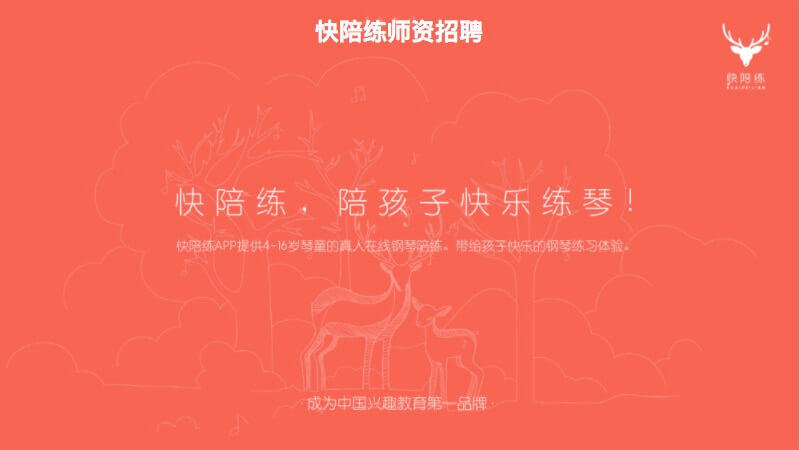 快陪练师资招聘
快陪练
KUAIPEILIAN
快陪练，陪孩子快乐练琴！
快陪练APP提供4-16岁琴童的真人在线钢琴陪练。带给孩子快乐的钢琴练习体验。
·成为中国兴趣教育第一品牌·